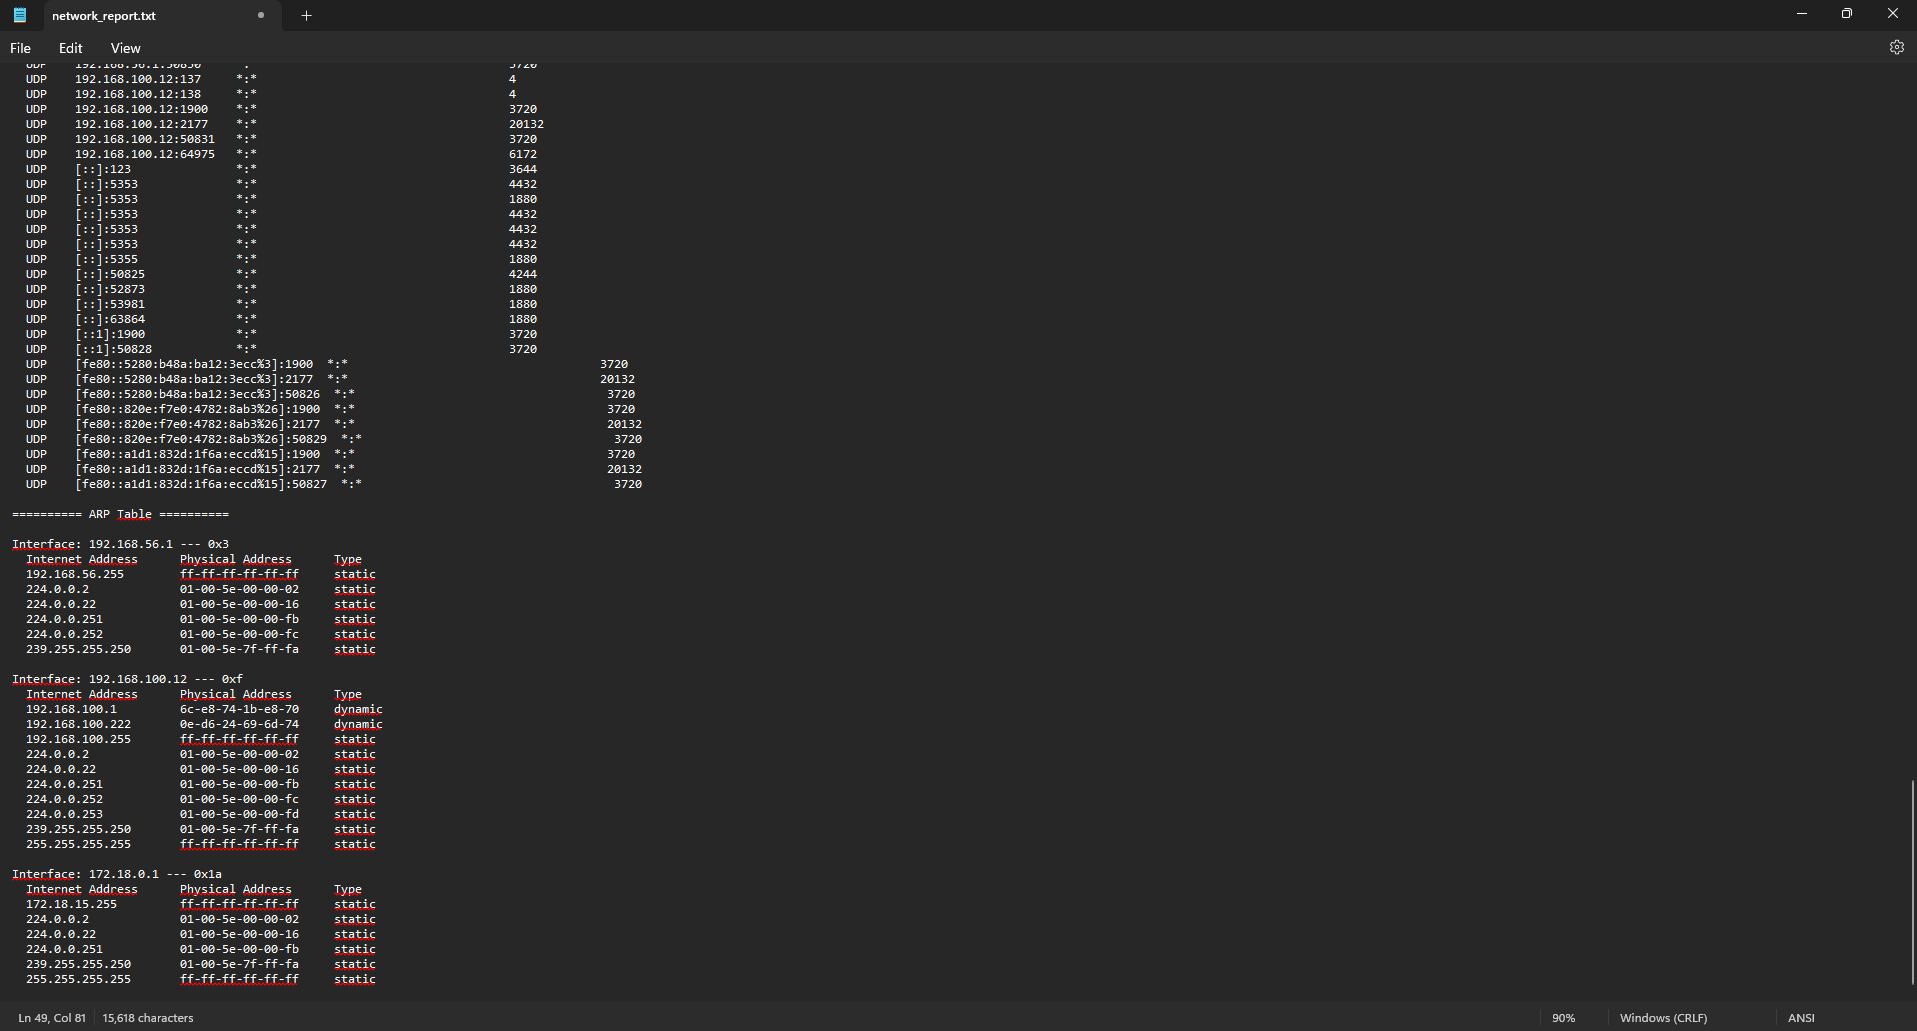 network_report.txt
File Edit View
UDP 192.168.56.1:50830 *:* 3720
UDP 192.168.100.12:137 *:* 4
UDP 192.168.100.12:138 *:* 4
UDP 192.168.100.12:1900 *:* 3720
UDP 192.168.100.12:2177 *:* 20132
UDP 192.168.100.12:50831 *:* 3720
UDP 192.168.100.12:64975 *:* 6172
UDP [::]:123 *:* 3644
UDP [::]:5353 *:* 4432
UDP [::]:5353 *:* 1880
UDP [::]:5353 *:* 4432
UDP [::]:5353 *:* 4432
UDP [::]:5353 *:* 4432
UDP [::]:5355 *:* 1880
UDP [::]:50825 *:* 4244
UDP [::]:52873 *:* 1880
UDP [::]:53981 *:* 1880
UDP [::]:63864 *:* 1880
UDP [::1]:1900 *:* 3720
UDP [::1]:50828 *:* 3720
UDP [fe80::5280:b48a:ba12:3ecc%3]:1900 *:* 3720
UDP [fe80::5280:b48a:ba12:3ecc%3]:2177 *:* 20132
UDP [fe80::5280:b48a:ba12:3ecc%3]:50826 *:* 3720
UDP [fe80::820e:f7e0:4782:8ab3%26]:1900 *:* 3720
UDP [fe80::820e:f7e0:4782:8ab3%26]:2177 *:* 20132
UDP [fe80::820e:f7e0:4782:8ab3%26]:50829 *:* 3720
UDP [fe80::a1d1:832d:1f6a:eccd%15]:1900 *:* 3720
UDP [fe80::a1d1:832d:1f6a:eccd%15]:2177 *:* 20132
UDP [fe80::a1d1:832d:1f6a:eccd%15]:50827 *:* 3720
========== ARP Table ==========
Interface: 192.168.56.1 --- 0x3
Internet Address Physical Address Type
192.168.56.255 ff-ff-ff-ff-ff-ff static
224.0.0.2 01-00-5e-00-00-02 static
224.0.0.22 01-00-5e-00-00-16 static
224.0.0.251 01-00-5e-00-00-fb static
224.0.0.252 01-00-5e-00-00-fc static
239.255.255.250 01-00-5e-7f-ff-fa static
Interface: 192.168.100.12 --- 0xf
Internet Address Physical Address Type
192.168.100.1 6c-e8-74-1b-e8-70 dynamic
192.168.100.222 0e-d6-24-69-6d-74 dynamic
192.168.100.255 ff-ff-ff-ff-ff-ff static
224.0.0.2 01-00-5e-00-00-02 static
224.0.0.22 01-00-5e-00-00-16 static
224.0.0.251 01-00-5e-00-00-fb static
224.0.0.252 01-00-5e-00-00-fc static
224.0.0.253 01-00-5e-00-00-fd static
239.255.255.250 01-00-5e-7f-ff-fa static
255.255.255.255 ff-ff-ff-ff-ff-ff static
Interface: 172.18.0.1 --- 0x1a
Internet Address Physical Address Type
172.18.15.255 ff-ff-ff-ff-ff-ff static
224.0.0.2 01-00-5e-00-00-02 static
224.0.0.22 01-00-5e-00-00-16 static
224.0.0.251 01-00-5e-00-00-fb static
239.255.255.250 01-00-5e-7f-ff-fa static
255.255.255.255 ff-ff-ff-ff-ff-ff static
Ln 49, Col 81 15,618 characters 90% Windows (CRLF) ANSI